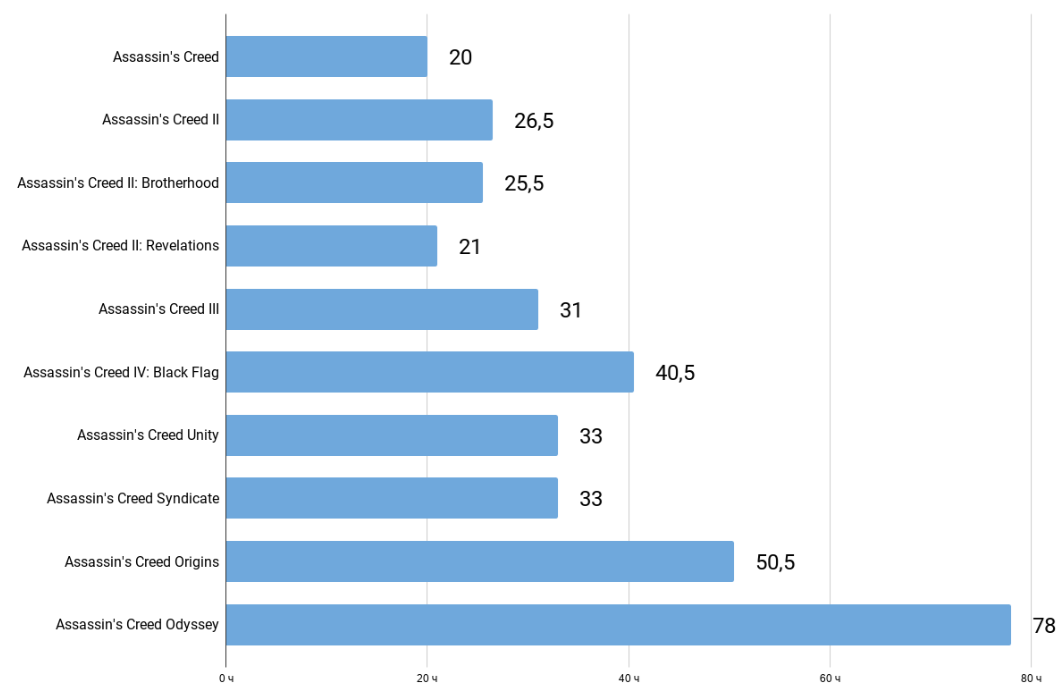 Assassin's Creed 20
Assassin's Creed II 26,5
Assassin's Creed II: Brotherhood 25,5
Assassin's Creed II: Revelations 21
Assassin's Creed III 31
Assassin's Creed IV: Black Flag 40,5
Assassin's Creed Unity 33
Assassin's Creed Syndicate 33
Assassin's Creed Origins 50,5
Assassin's Creed Odyssey 78
0 ч 20 ч 40 ч 60 ч 80 ч